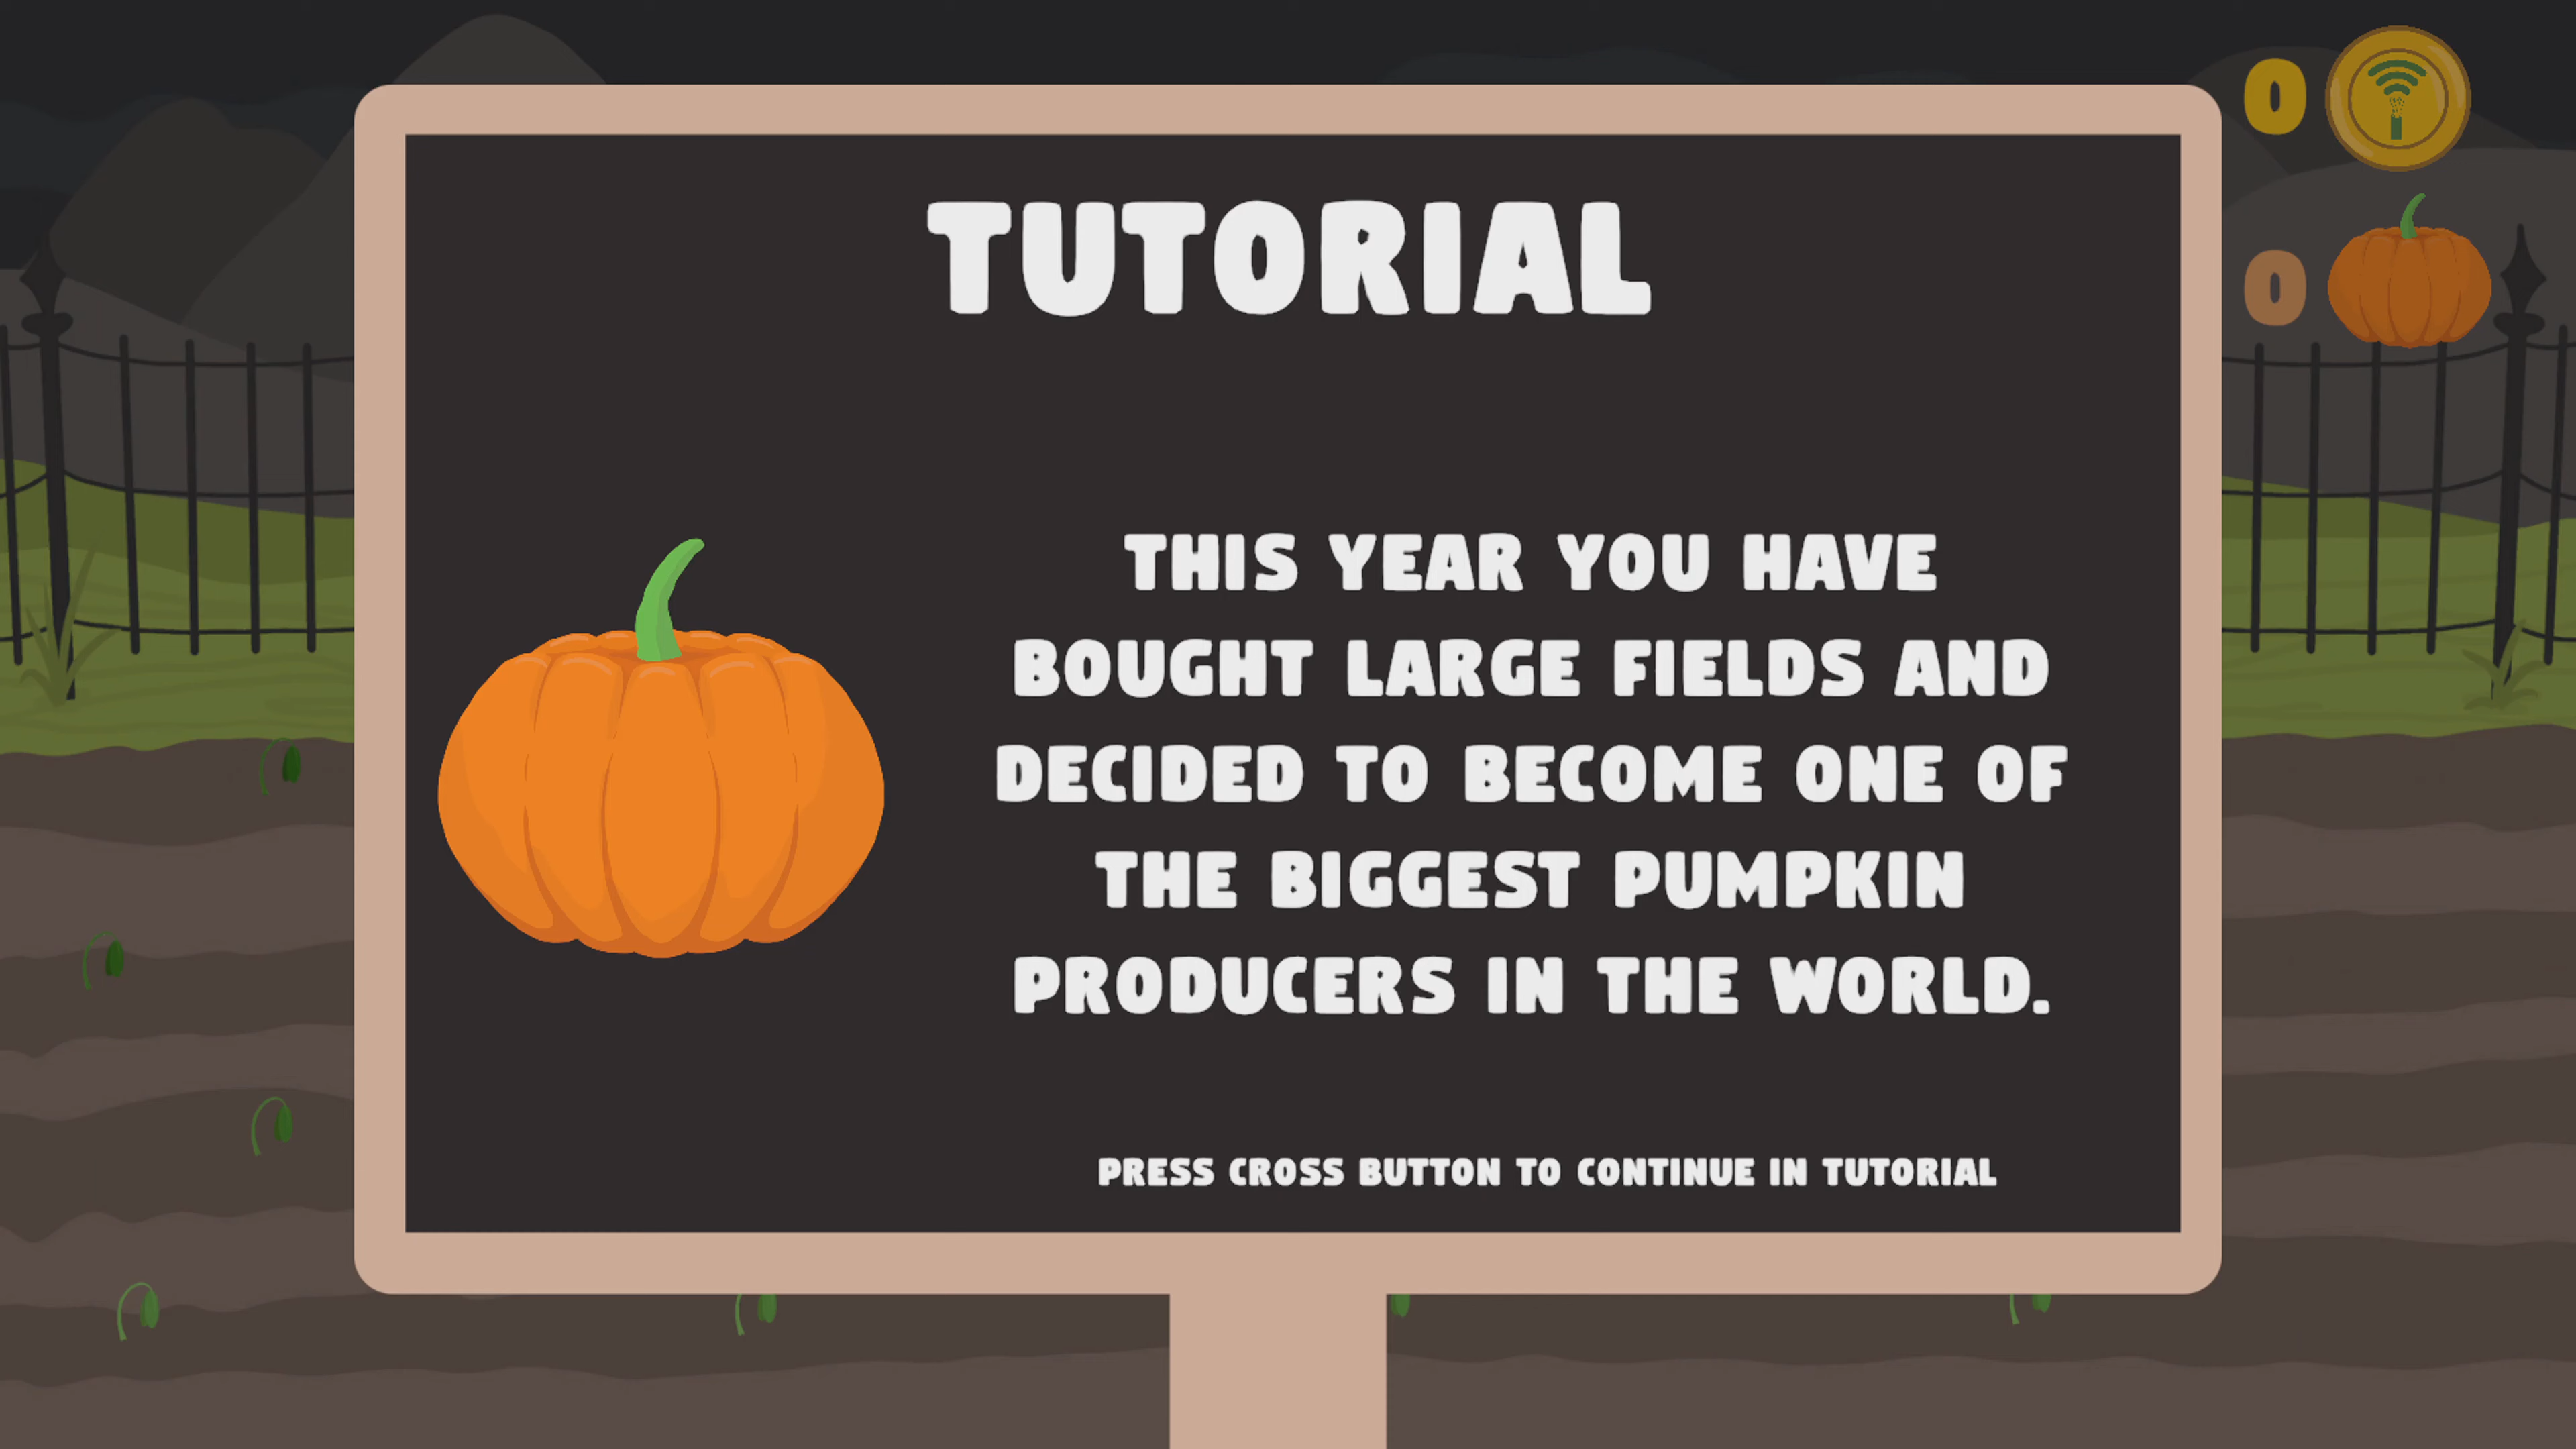 0
0
TUTORIAL
THIS YEAR YOU HAVE
BOUGHT LARGE FIELDS AND
DECIDED TO BECOME ONE OF
THE BIGGEST PUMPKIN
PRODUCERS IN THE WORLD.
PRESS CROSS BUTTON TO CONTINUE IN TUTORIAL